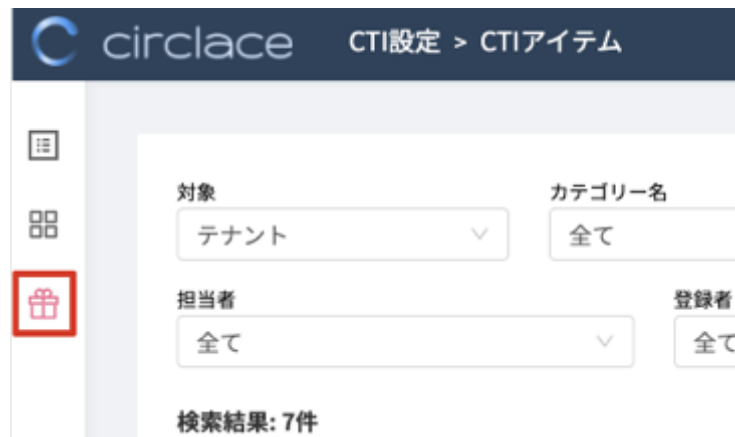 circlace CTI設定 > CTIアイテム
対象 カテゴリー名
テナント 全て
担当者 登録者
全て 全て
検索結果: 7件